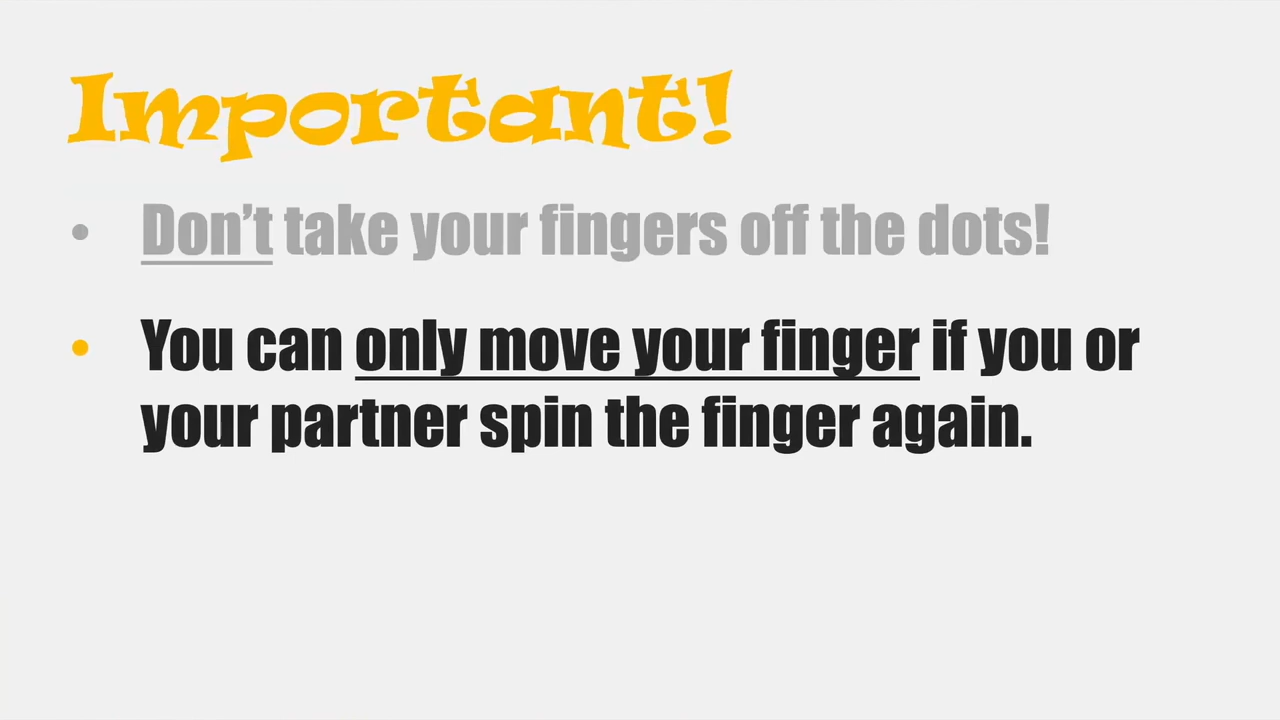 Important!
• Don’t take your fingers off the dots!
• You can only move your finger if you or
your partner spin the finger again.